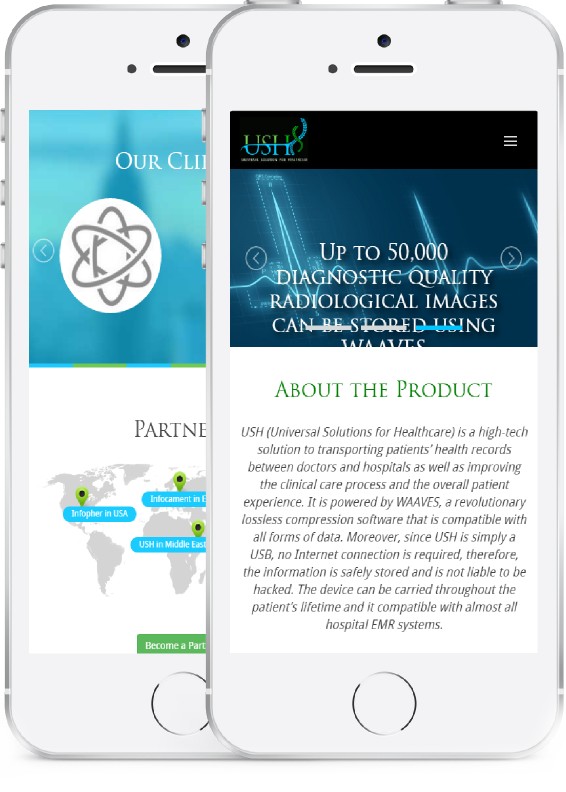 OUR CLI
PARTNE
Infopher in USA
Infocament in E
USH in Middle East
Become a Part
USH
UNIVERSAL SOLUTION FOR HEALTHCARE
UP TO 50,000
DIAGNOSTIC QUALITY
RADIOLOGICAL IMAGES
CAN BE STORED USING
WAAVES
ABOUT THE PRODUCT
USH (Universal Solutions for Healthcare) is a high-tech
solution to transporting patients' health records
between doctors and hospitals as well as improving
the clinical care process and the overall patient
experience. It is powered by WAAVES, a revolutionary
lossless compression software that is compatible with
all forms of data. Moreover, since USH is simply a
USB, no Internet connection is required, therefore,
the information is safely stored and is not liable to be
hacked. The device can be carried throughout the
patient's lifetime and it compatible with almost all
hospital EMR systems.